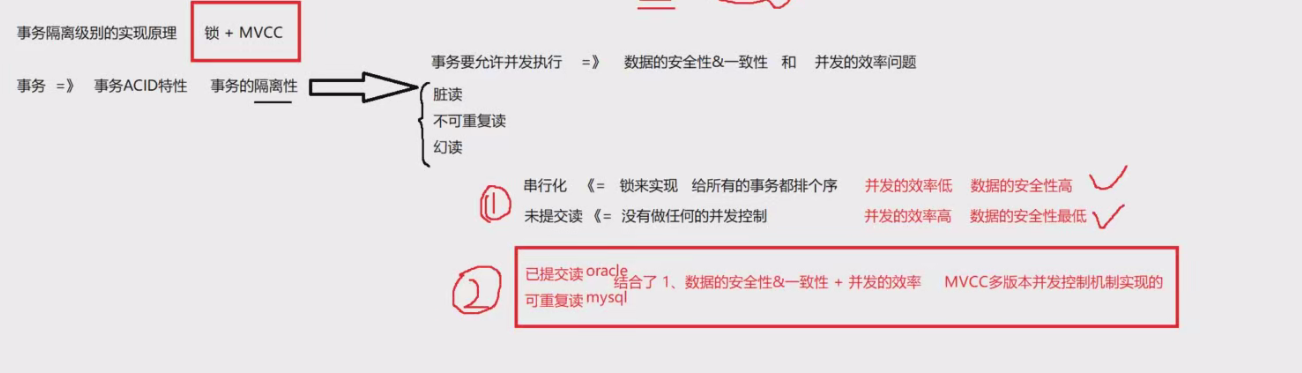 事务隔离级别的实现原理 锁 + MVCC
事务要允许并发执行 =》 数据的安全性&一致性 和 并发的效率问题
事务 =》 事务ACID特性 事务的隔离性
脏读
不可重复读
幻读
① 串行化 《= 锁来实现 给所有的事务都排个序 并发的效率低 数据的安全性高
未提交读 《= 没有做任何的并发控制 并发的效率高 数据的安全性最低
② 已提交读 oracle
结合了 1、数据的安全性&一致性 + 并发的效率 MVCC多版本并发控制机制实现的
可重复读 mysql